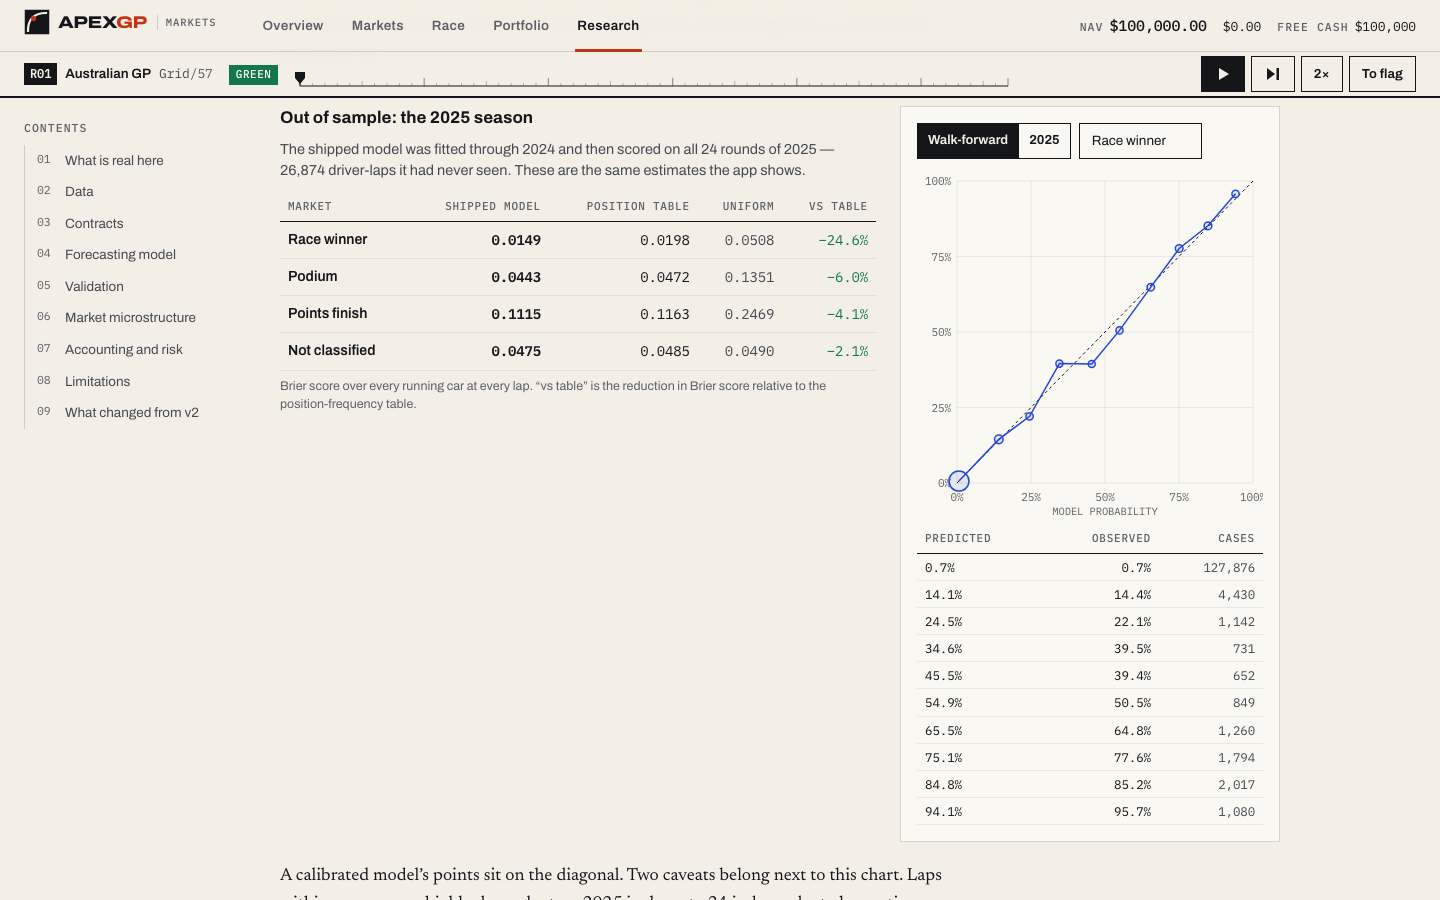 APEXGP MARKETS Overview Markets Race Portfolio Research NAV $100,000.00 $0.00 FREE CASH $100,000
R01 Australian GP Grid/57 GREEN 2× To flag
CONTENTS
01 What is real here
02 Data
03 Contracts
04 Forecasting model
05 Validation
06 Market microstructure
07 Accounting and risk
08 Limitations
09 What changed from v2
Out of sample: the 2025 season
The shipped model was fitted through 2024 and then scored on all 24 rounds of 2025 —
26,874 driver-laps it had never seen. These are the same estimates the app shows.
MARKET SHIPPED MODEL POSITION TABLE UNIFORM VS TABLE
Race winner 0.0149 0.0198 0.0508 −24.6%
Podium 0.0443 0.0472 0.1351 −6.0%
Points finish 0.1115 0.1163 0.2469 −4.1%
Not classified 0.0475 0.0485 0.0490 −2.1%
Brier score over every running car at every lap. “vs table” is the reduction in Brier score relative to the
position-frequency table.
Walk-forward 2025 Race winner
100%
75%
50%
25%
0%
0% 25% 50% 75% 100%
MODEL PROBABILITY
PREDICTED OBSERVED CASES
0.7% 0.7% 127,876
14.1% 14.4% 4,430
24.5% 22.1% 1,142
34.6% 39.5% 731
45.5% 39.4% 652
54.9% 50.5% 849
65.5% 64.8% 1,260
75.1% 77.6% 1,794
84.8% 85.2% 2,017
94.1% 95.7% 1,080
A calibrated model’s points sit on the diagonal. Two caveats belong next to this chart. Laps